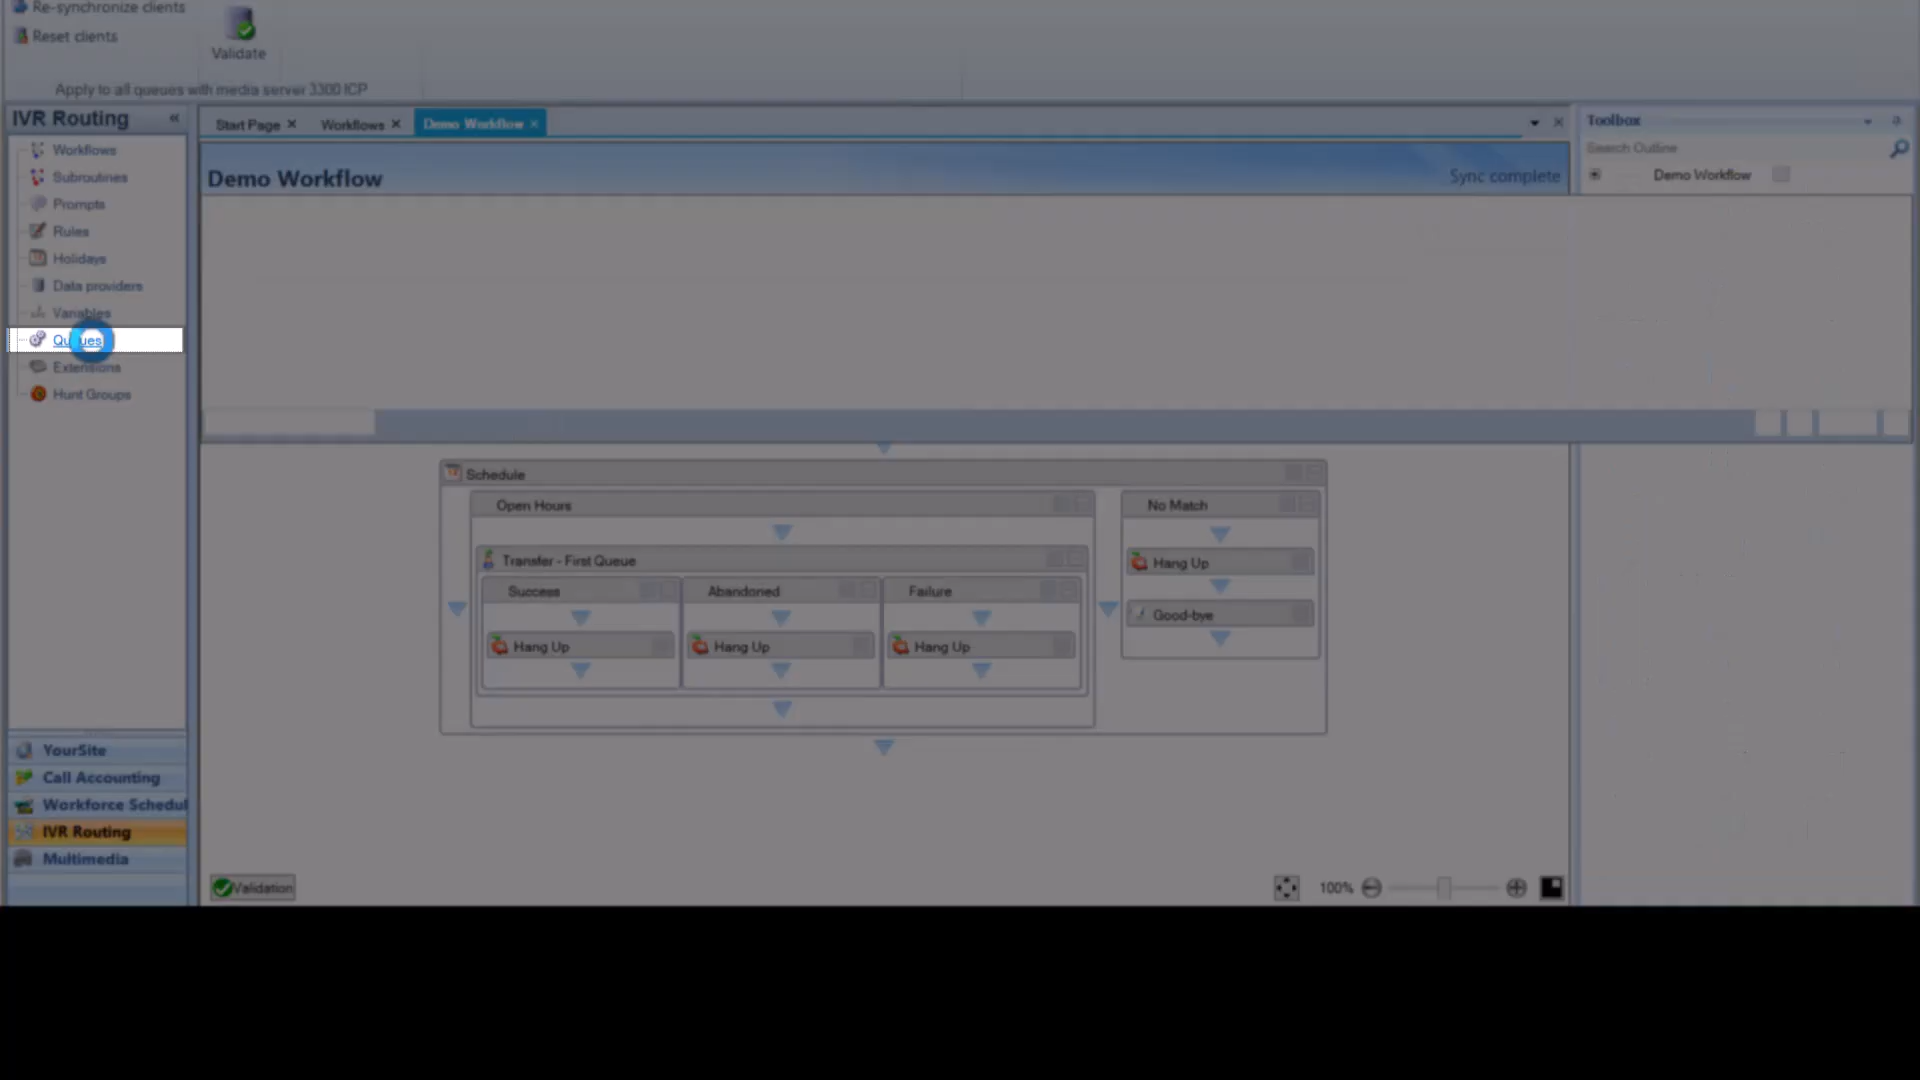 Re-synchronize clients
Reset clients
Validate
Apply to all queues with media server 3300 ICP
IVR Routing «
Start Page × Workflows × Demo Workflow ×
Toolbox
Search Outline
Demo Workflow
Demo Workflow
Sync complete
Workflows
Subroutines
Prompts
Rules
Holidays
Data providers
Variables
Queues
Extensions
Hunt Groups
Schedule
Open Hours
No Match
Transfer - First Queue
Hang Up
Success
Abandoned
Failure
Good-bye
Hang Up
Hang Up
Hang Up
YourSite
Call Accounting
Workforce Schedul
IVR Routing
Multimedia
Validation
100%